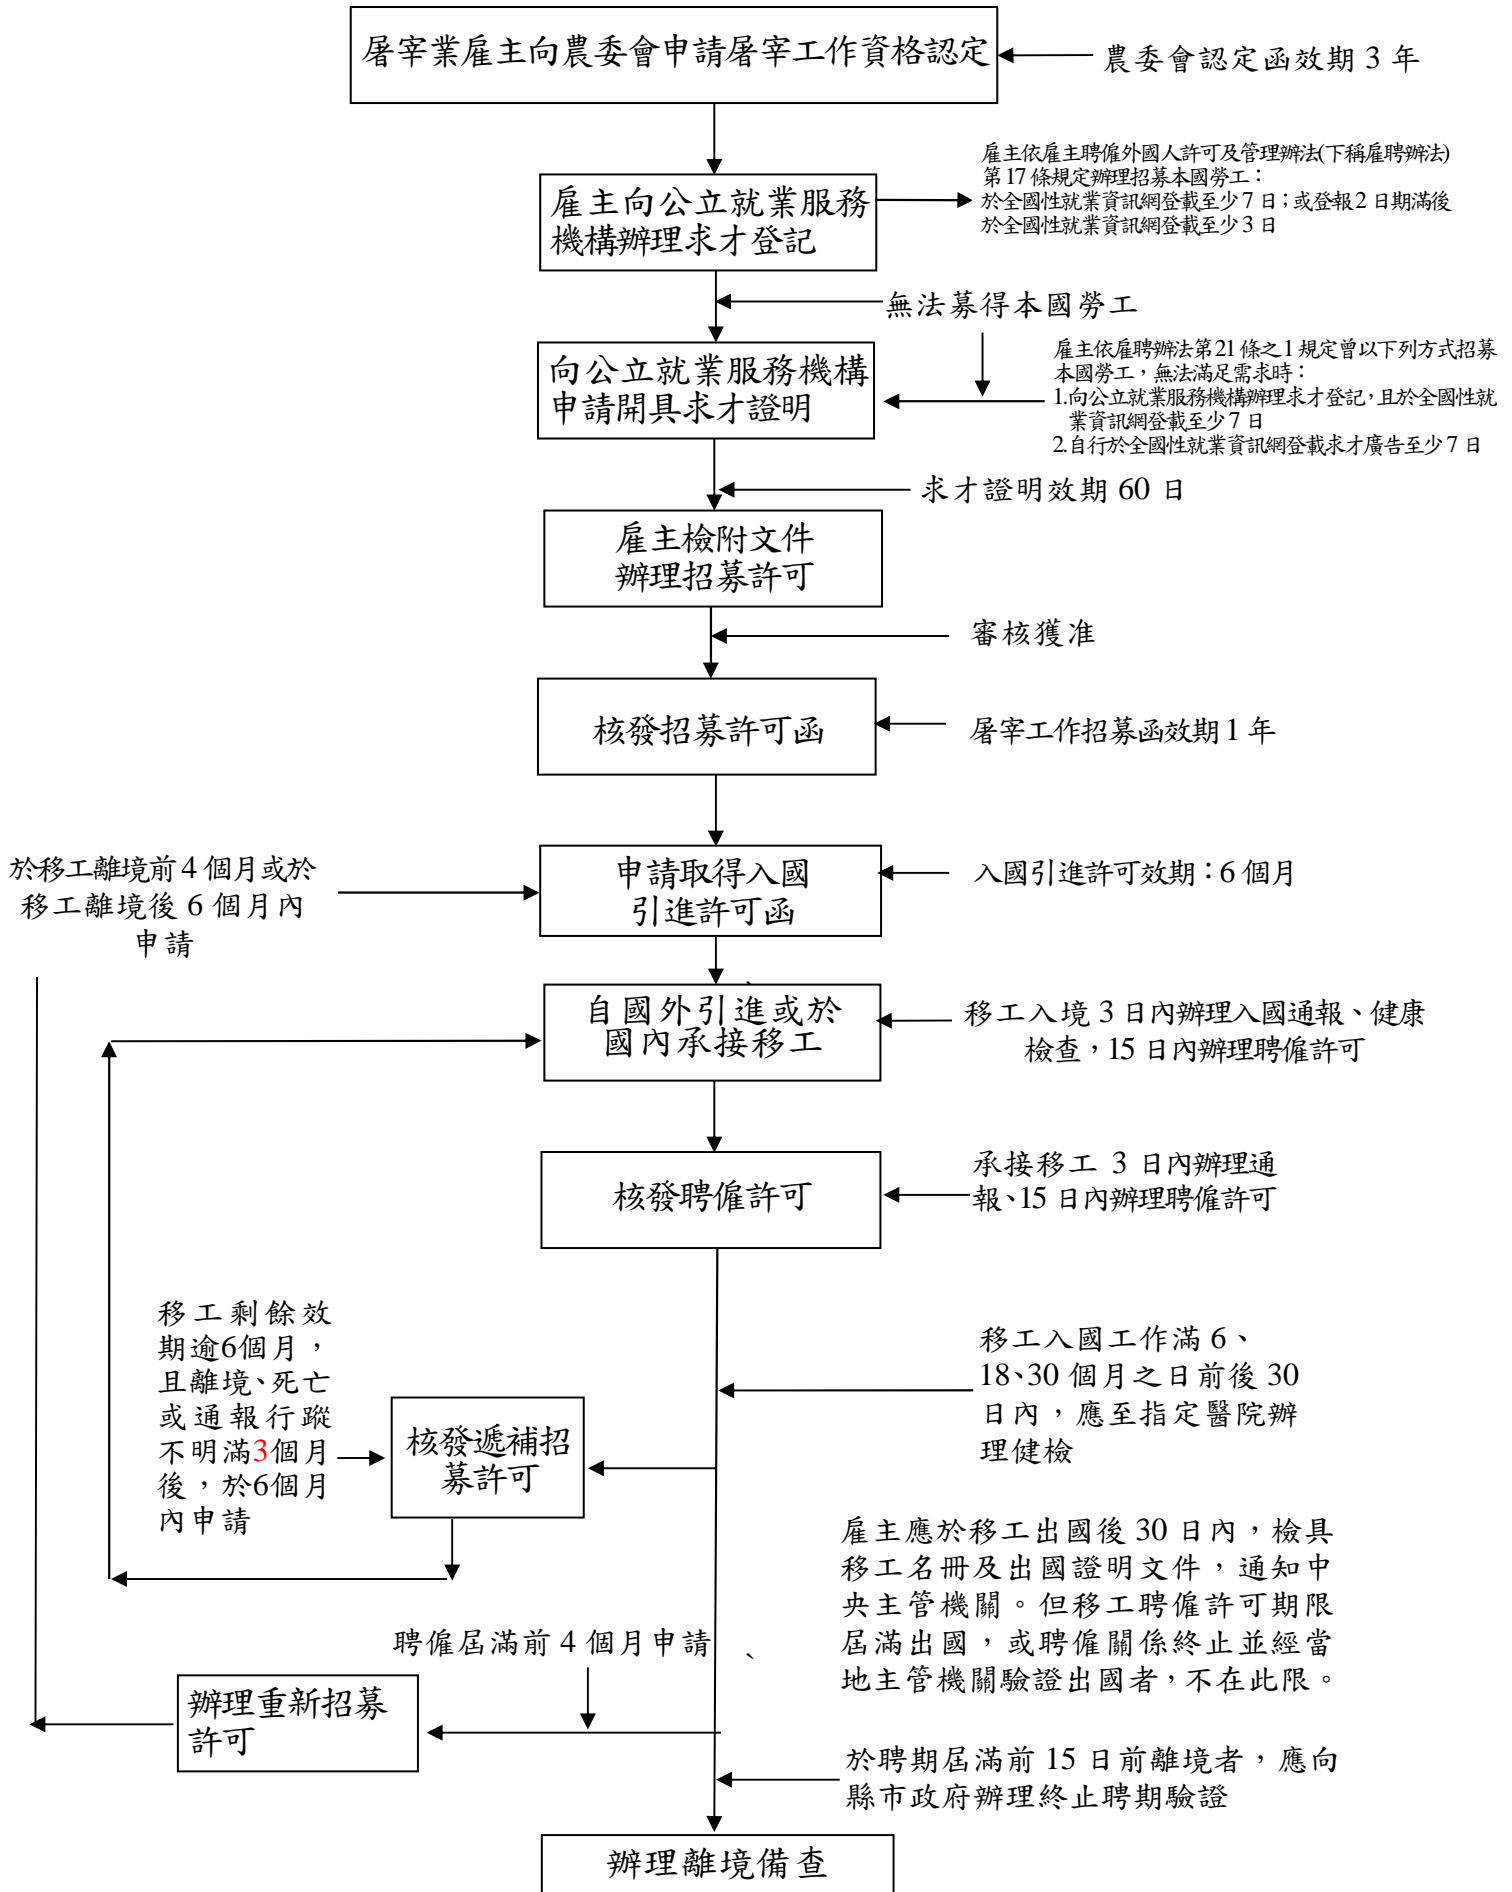 屠宰業雇主向農委會申請屠宰工作資格認定
農委會認定函效期 3 年
雇主依雇主聘僱外國人許可及管理辦法(下稱雇聘辦法)
第17 條規定辦理招募本國勞工：
於全國性就業資訊網登載至少7 日；或登報2 日期滿後
於全國性就業資訊網登載至少3 日
雇主向公立就業服務
機構辦理求才登記
無法募得本國勞工
雇主依雇聘辦法第21 條之1 規定曾以下列方式招募
本國勞工，無法滿足需求時：
1.向公立就業服務機構辦理求才登記，且於全國性就
業資訊網登載至少7 日
2.自行於全國性就業資訊網登載求才廣告至少7 日
向公立就業服務機構
申請開具求才證明
求才證明效期 60 日
雇主檢附文件
辦理招募許可
審核獲准
核發招募許可函
屠宰工作招募函效期1 年
於移工離境前4 個月或於
移工離境後 6 個月內
申請
申請取得入國
引進許可函
入國引進許可效期：6 個月
自國外引進或於
國內承接移工
移工入境 3 日內辦理入國通報、健康
檢查，15 日內辦理聘僱許可
核發聘僱許可
承接移工 3 日內辦理通
報、15 日內辦理聘僱許可
移工剩餘效
期逾6個月，
且離境、死亡
或通報行蹤
不明滿3個月
後，於6個月
內申請
核發遞補招
募許可
移工入國工作滿 6、
18、30 個月之日前後 30
日內，應至指定醫院辦
理健檢
雇主應於移工出國後 30 日內，檢具
移工名冊及出國證明文件，通知中
央主管機關。但移工聘僱許可期限
屆滿出國，或聘僱關係終止並經當
地主管機關驗證出國者，不在此限。
聘僱屆滿前 4 個月申請
、
辦理重新招募
許可
於聘期屆滿前 15 日前離境者，應向
縣市政府辦理終止聘期驗證
辦理離境備查